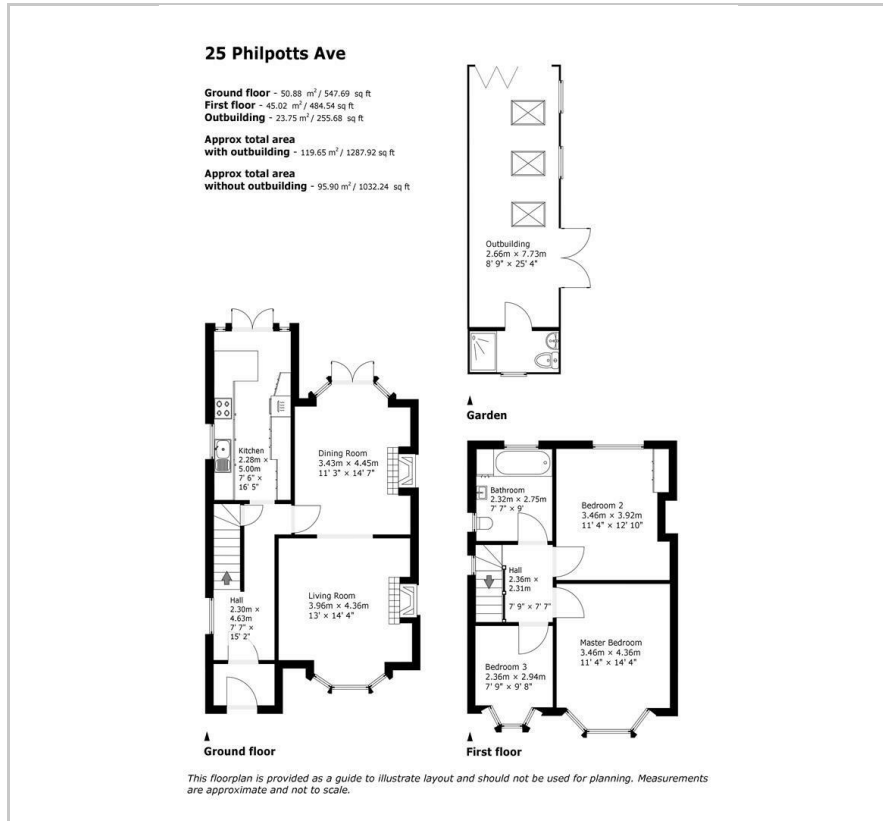 25 Philpotts Ave
Ground floor - 50.88 m²/ 547.69 sq ft
First floor - 45.02 m²/ 484.54 sq ft
Outbuilding - 23.75 m²/ 255.68 sq ft
Approx total area
with outbuilding - 119.65 m²/ 1287.92 sq ft
Approx total area
without outbuilding - 95.90 m²/ 1032.24 sq ft
Outbuilding
2.66m × 7.73m
8' 9" × 25' 4"
Garden
Kitchen
2.28m ×
5.00m
7' 6" ×
16' 5"
Dining Room
3.43m × 4.45m
11' 3" × 14' 7"
Living Room
3.96m × 4.36m
13' × 14' 4"
Hall
2.30m ×
4.63m
7' 7" ×
15' 2"
Ground floor
Bathroom
2.32m × 2.75m
7' 7" × 9'
Bedroom 2
3.46m × 3.92m
11' 4" × 12' 10"
Hall
2.36m ×
2.31m
7' 9" × 7' 7"
Master Bedroom
3.46m × 4.36m
11' 4" × 14' 4"
Bedroom 3
2.36m × 2.94m
7' 9" × 9' 8"
First floor
This floorplan is provided as a guide to illustrate layout and should not be used for planning. Measurements
are approximate and not to scale.